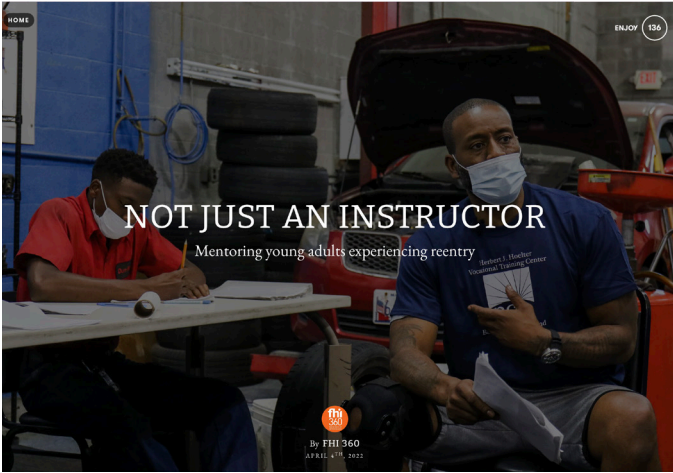 HOME
ENJOY 136
EXIT
NOT JUST AN INSTRUCTOR
Mentoring young adults experiencing reentry
Herbert J. Hoelter
Vocational Training Center
fhi
360
By FHI 360
APRIL 4TH, 2022